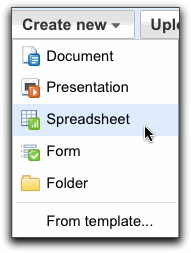 Create new Uplo
Document
Presentation
Spreadsheet
Form
Folder
From template...